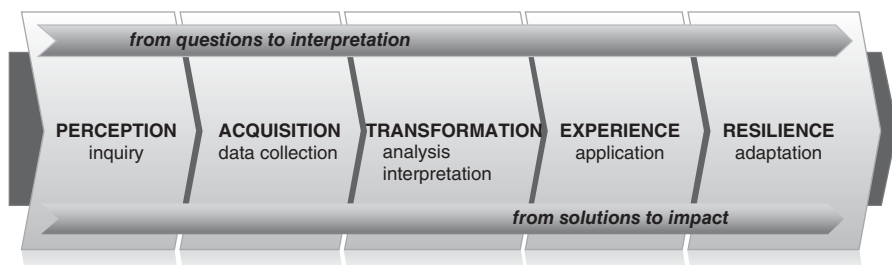 from questions to interpretation
PERCEPTION
inquiry
ACQUISITION
data collection
TRANSFORMATION
analysis
interpretation
EXPERIENCE
application
RESILIENCE
adaptation
from solutions to impact